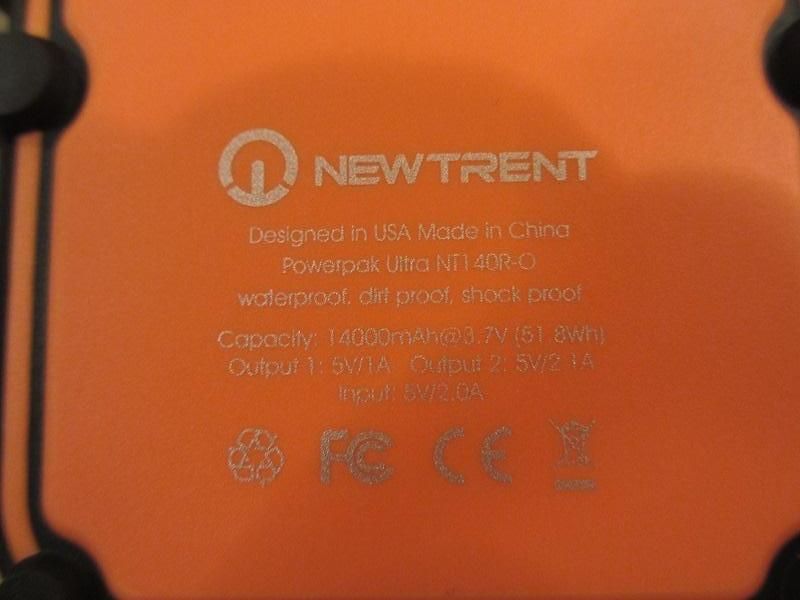 NEWTRENT
Designed in USA Made in China
Powerpak Ultra NT140R-O
waterproof, dirt proof, shock proof
Capacity: 14000mAh@3.7V (51.8Wh)
Output 1: 5V/1A Output 2: 5V/2.1A
Input: 5V/2.0A
FC CE